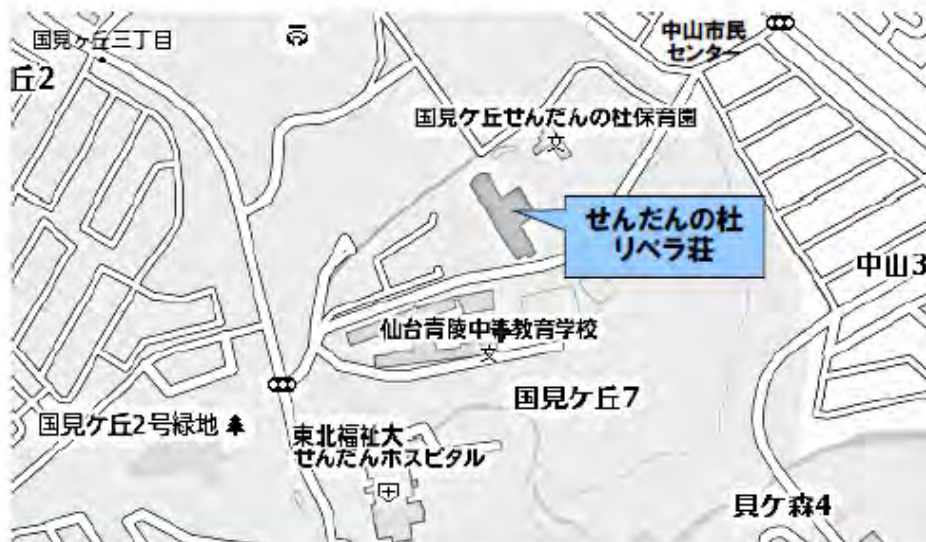 国見ヶ丘三丁目
丘2
中山市民
センター
国見ケ丘せんだんの杜保育園
文
せんだんの杜
リベラ荘
中山3
仙台青陵中等教育学校
文
国見ケ丘7
国見ケ丘2号緑地
東北福祉大
せんだんホスピタル
貝ケ森4